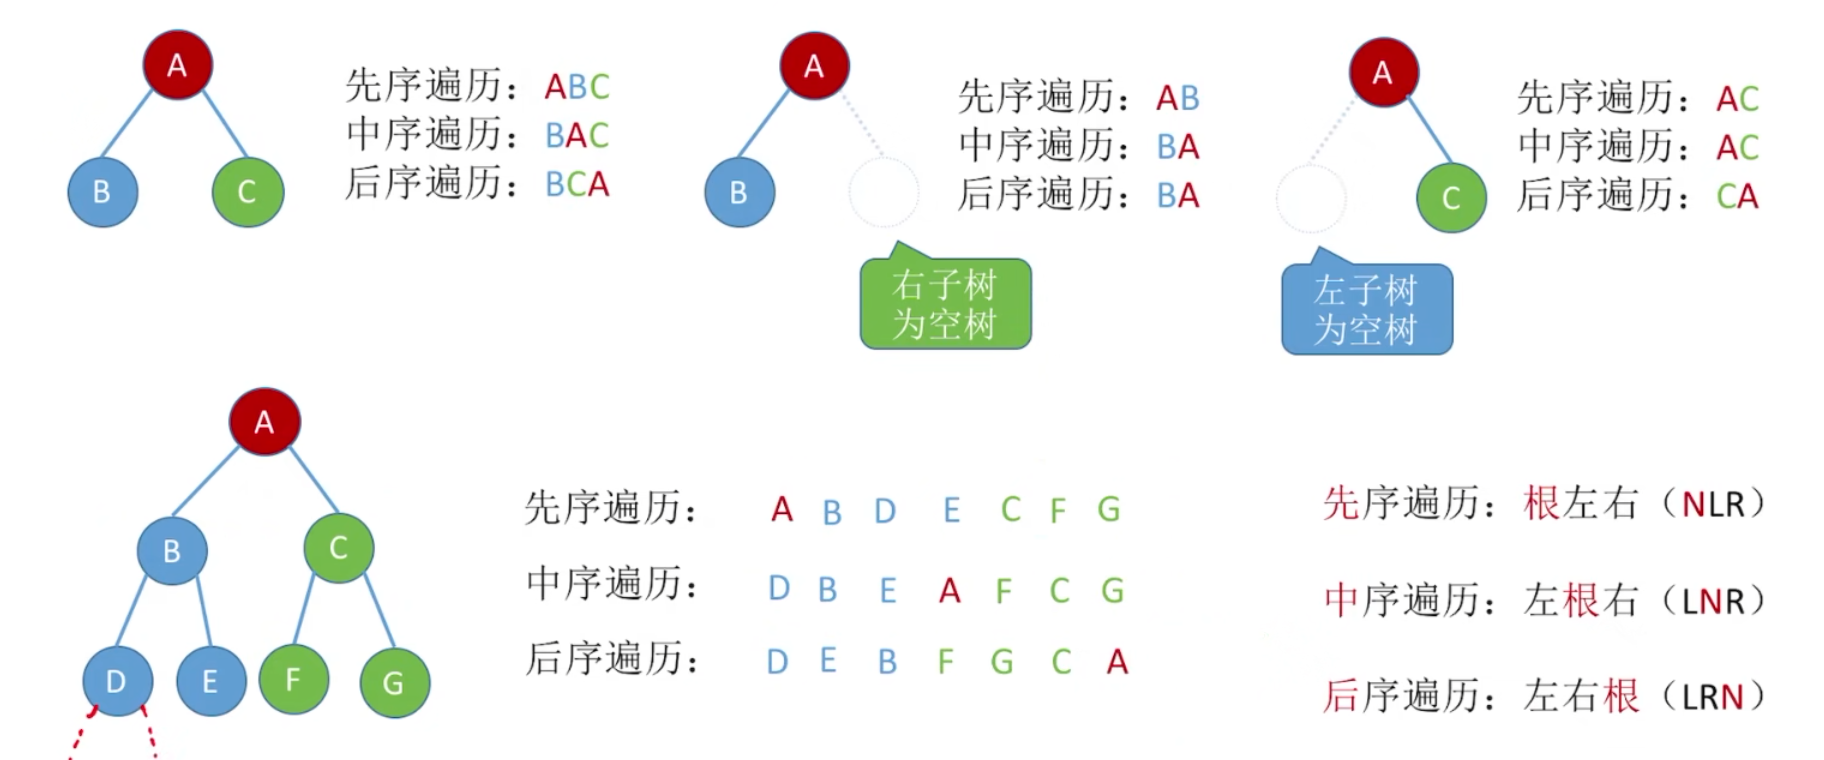 A
B
C
先序遍历：ABC
中序遍历：BAC
后序遍历：BCA
A
B
先序遍历：AB
中序遍历：BA
后序遍历：BA
右子树
为空树
A
C
先序遍历：AC
中序遍历：AC
后序遍历：CA
左子树
为空树
A
B
C
D
E
F
G
先序遍历： A B D E C F G
中序遍历： D B E A F C G
后序遍历： D E B F G C A
先序遍历：根左右（NLR）
中序遍历：左根右（LNR）
后序遍历：左右根（LRN）